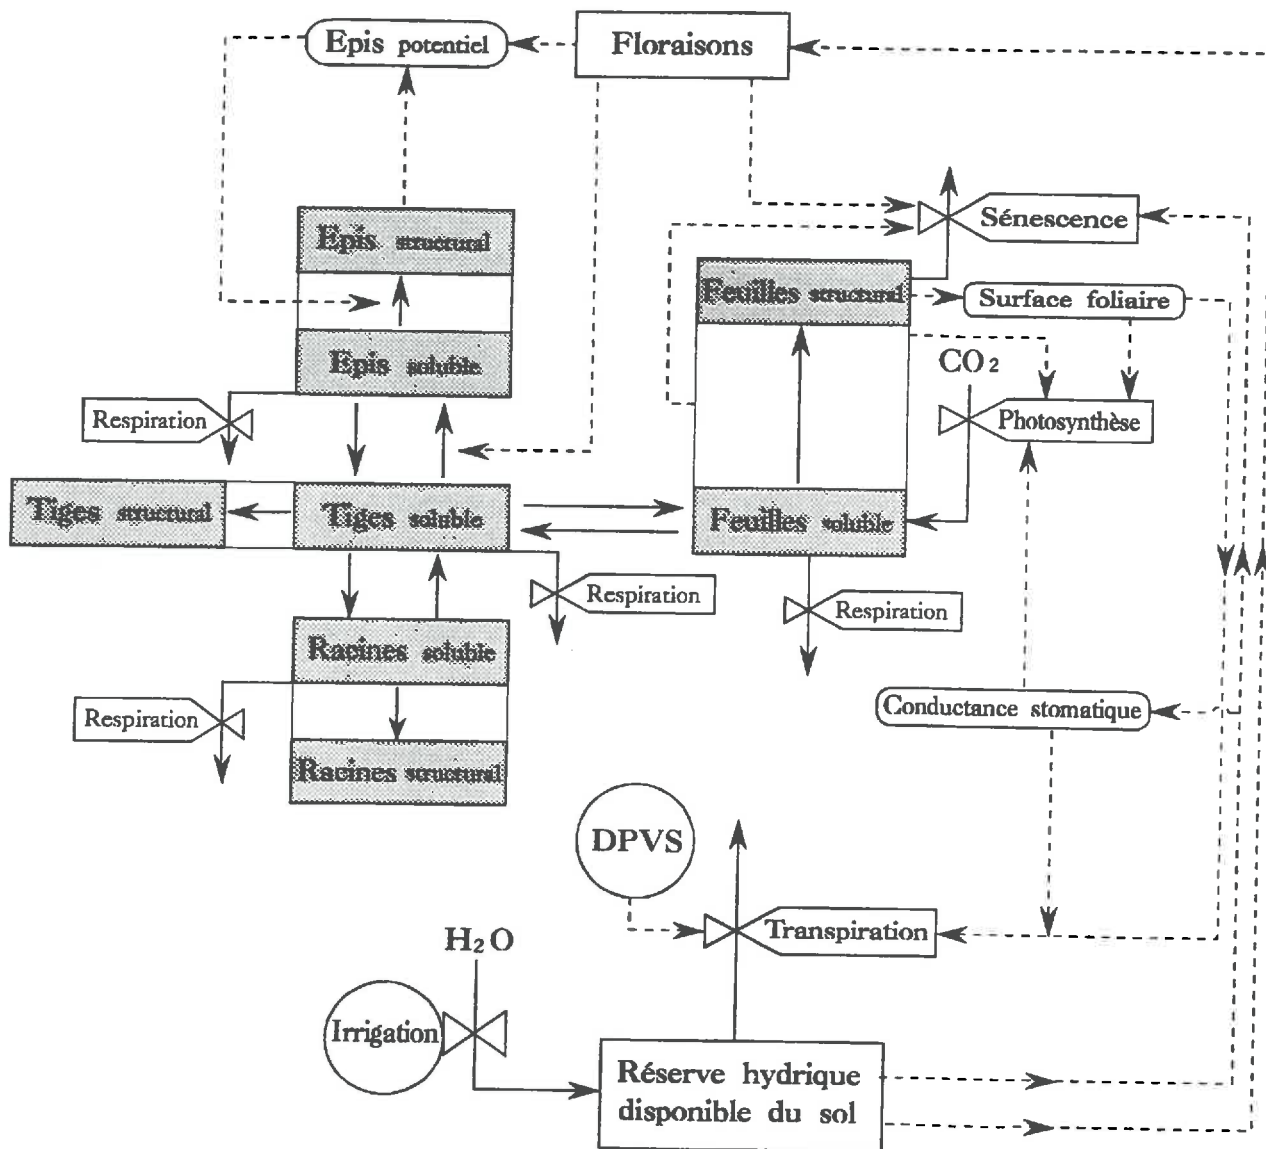 Epis potentiel
Floraisons
Epis structural
Sénescence
Feuilles structural
Surface foliaire
Epis soluble
CO₂
Respiration
Photosynthèse
Tiges structural
Tiges soluble
Feuilles soluble
Respiration
Respiration
Racines soluble
Respiration
Conductance stomatique
Racines structural
DPVS
Transpiration
H₂O
Irrigation
Réserve hydrique
disponible du sol